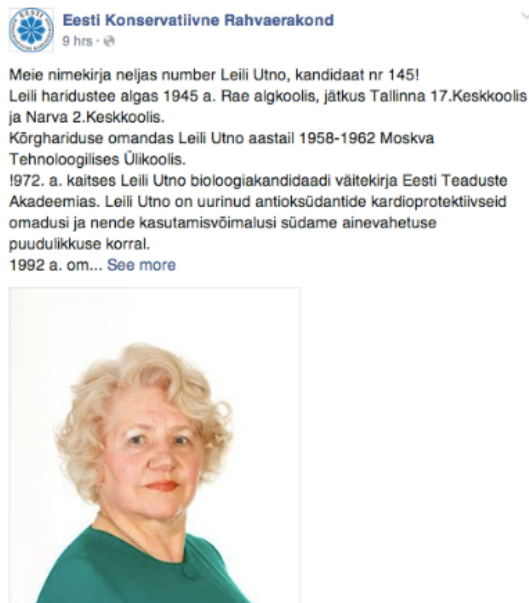 Eesti Konservatiivne Rahvaerakond
9 hrs ·
Meie nimekirja neljas number Leili Utno, kandidaat nr 145!
Leili haridustee algas 1945 a. Rae algkoolis, jätkus Tallinna 17.Keskkoolis
ja Narva 2.Keskkoolis.
Kõrghariduse omandas Leili Utno aastail 1958-1962 Moskva
Tehnoloogilises Ülikoolis.
!972. a. kaitses Leili Utno bioloogiakandidaadi väitekirja Eesti Teaduste
Akadeemias. Leili Utno on uurinud antioksüdantide kardioprotektiivseid
omadusi ja nende kasutamisvõimalusi südame ainevahetuse
puudulikkuse korral.
1992 a. om... See more